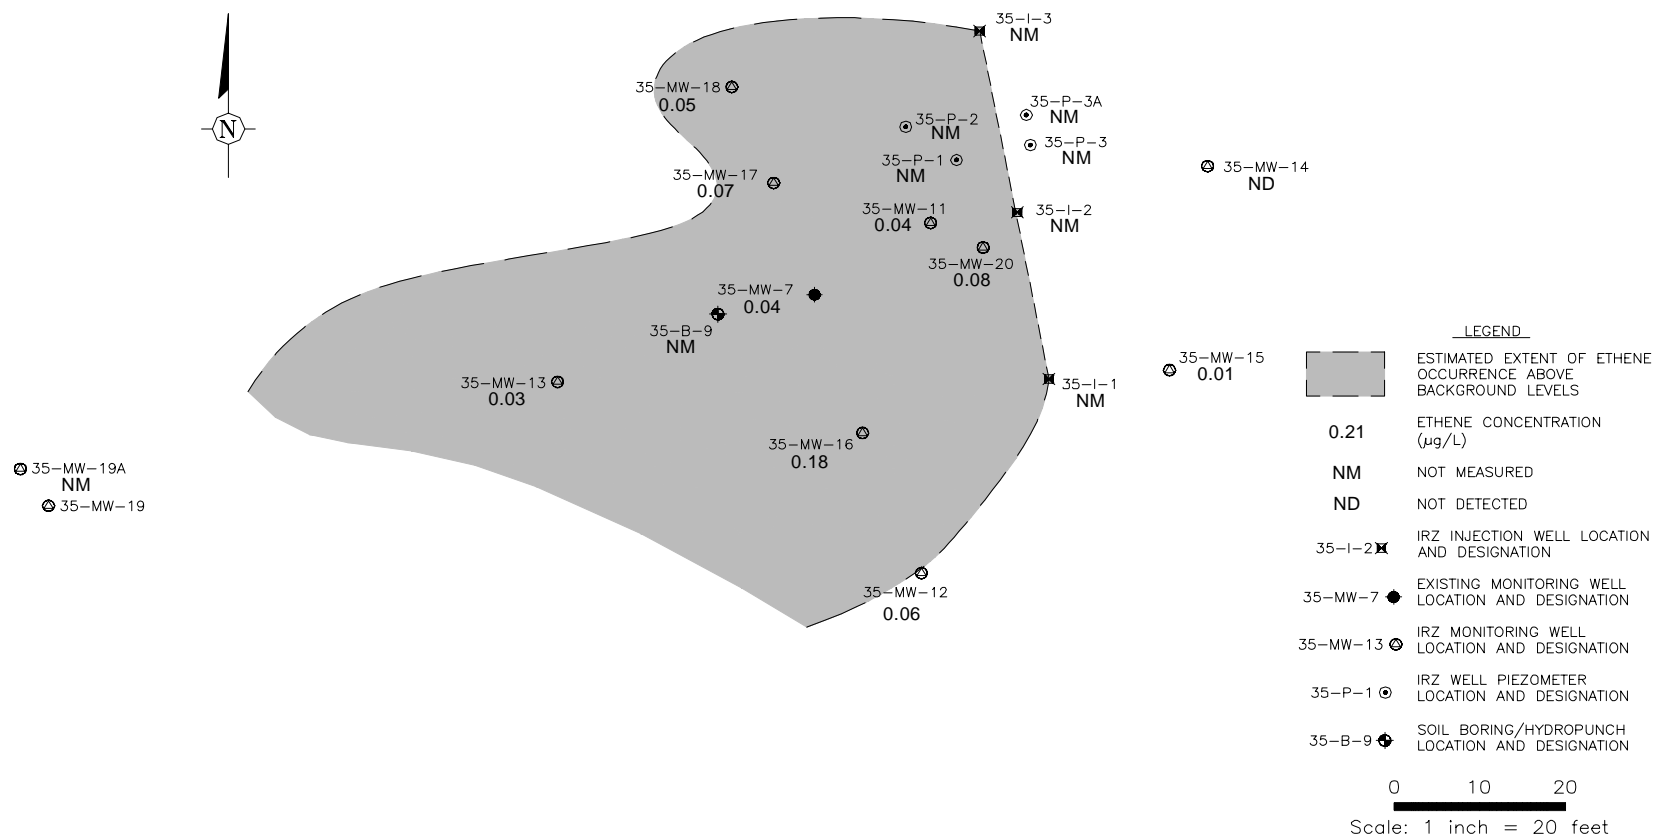 35-I-3
NM
N
35-MW-18
0.05
35-P-3A
NM
35-P-2
NM
35-P-3
NM
35-P-1
NM
35-MW-14
ND
35-MW-17
0.07
35-MW-11
0.04
35-I-2
NM
35-MW-20
0.08
35-MW-7
0.04
35-B-9
NM
35-MW-15
0.01
35-MW-13
0.03
35-I-1
NM
35-MW-16
0.18
35-MW-19A
NM
35-MW-19
35-MW-12
0.06
LEGEND
ESTIMATED EXTENT OF ETHENE
OCCURRENCE ABOVE
BACKGROUND LEVELS
0.21 ETHENE CONCENTRATION
(µg/L)
NM NOT MEASURED
ND NOT DETECTED
35-I-2 IRZ INJECTION WELL LOCATION
AND DESIGNATION
35-MW-7 EXISTING MONITORING WELL
LOCATION AND DESIGNATION
35-MW-13 IRZ MONITORING WELL
LOCATION AND DESIGNATION
35-P-1 IRZ WELL PIEZOMETER
LOCATION AND DESIGNATION
35-B-9 SOIL BORING/HYDROPUNCH
LOCATION AND DESIGNATION
0 10 20
Scale: 1 inch = 20 feet